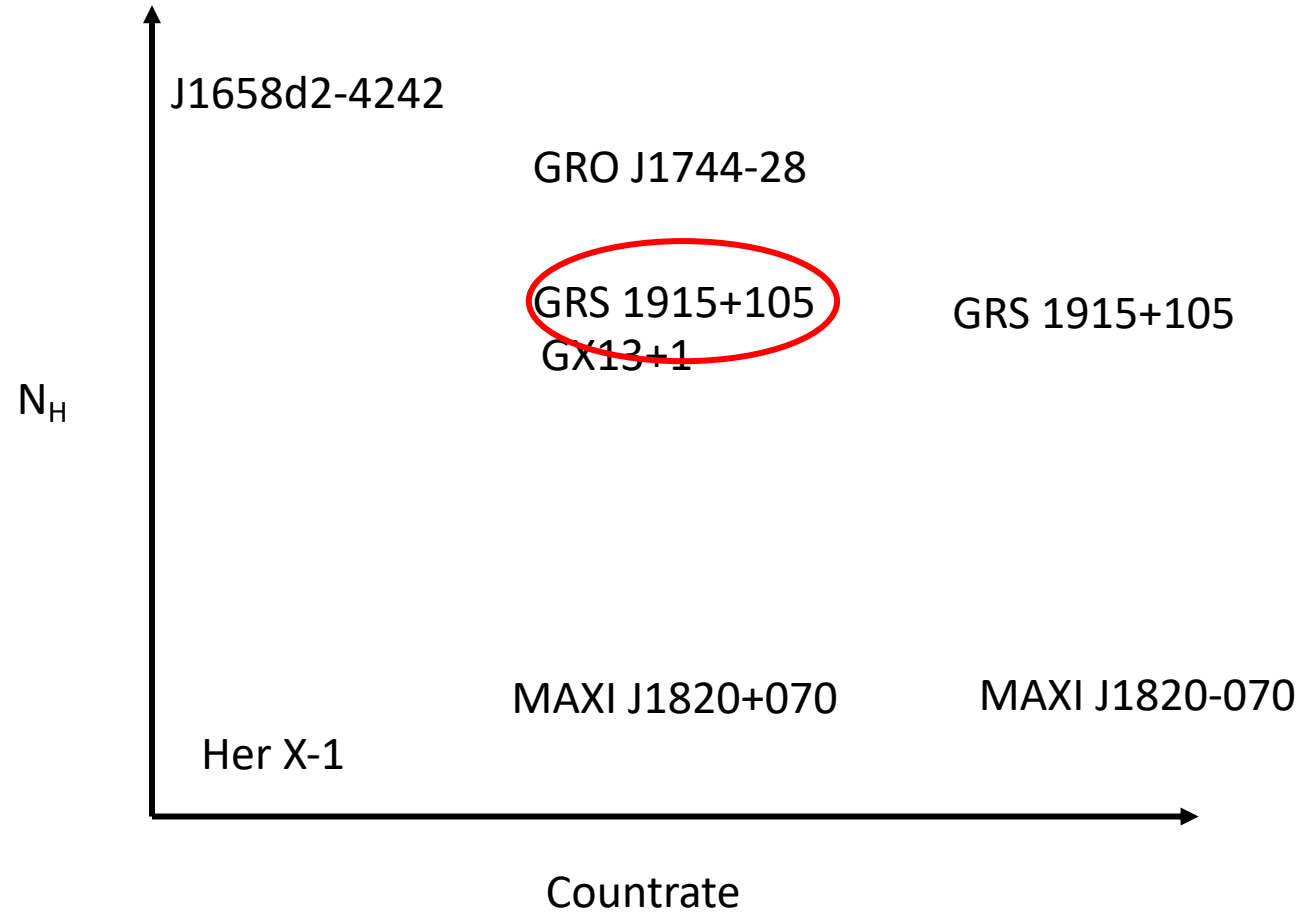 J1658d2-4242
GRO J1744-28
GRS 1915+105
GRS 1915+105
GX13+1
N_H
MAXI J1820+070
MAXI J1820-070
Her X-1
Countrate